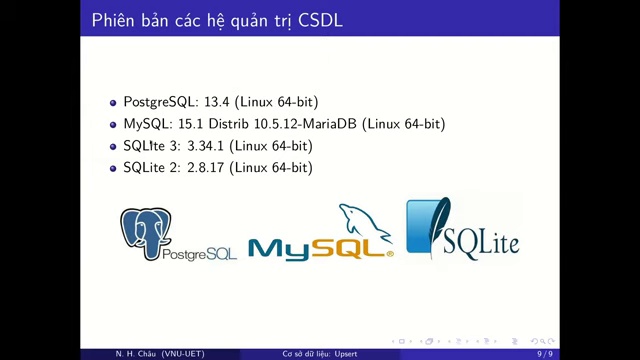 Phiên bản các hệ quản trị CSDL
PostgreSQL: 13.4 (Linux 64-bit)
MySQL: 15.1 Distrib 10.5.12-MariaDB (Linux 64-bit)
SQLite 3: 3.34.1 (Linux 64-bit)
SQLite 2: 2.8.17 (Linux 64-bit)
PostgreSQL
MySQL®
SQLite
N. H. Châu (VNU-UET)
Cơ sở dữ liệu: Upsert
9 / 9